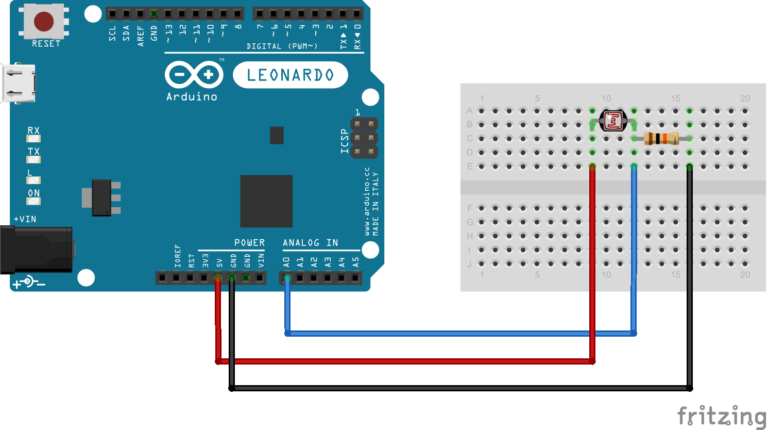 RESET
SCL
SDA
AREF
GND
~13
12
~11
~10
~9
8
7
~6
~5
4
~3
2
TX▶1
RX◀0
DIGITAL (PWM~)
LEONARDO
TM
Arduino
1
ICSP
RX
TX
L
ON
+VIN
www.arduino.cc
MADE IN ITALY
POWER
ANALOG IN
IOREF
RST
3V3
5V
GND
GND
VIN
A0
A1
A2
A3
A4
A5
1 5 10 15 20
A
B
C
D
E
F
G
H
I
J
1 5 10 15 20
fritzing